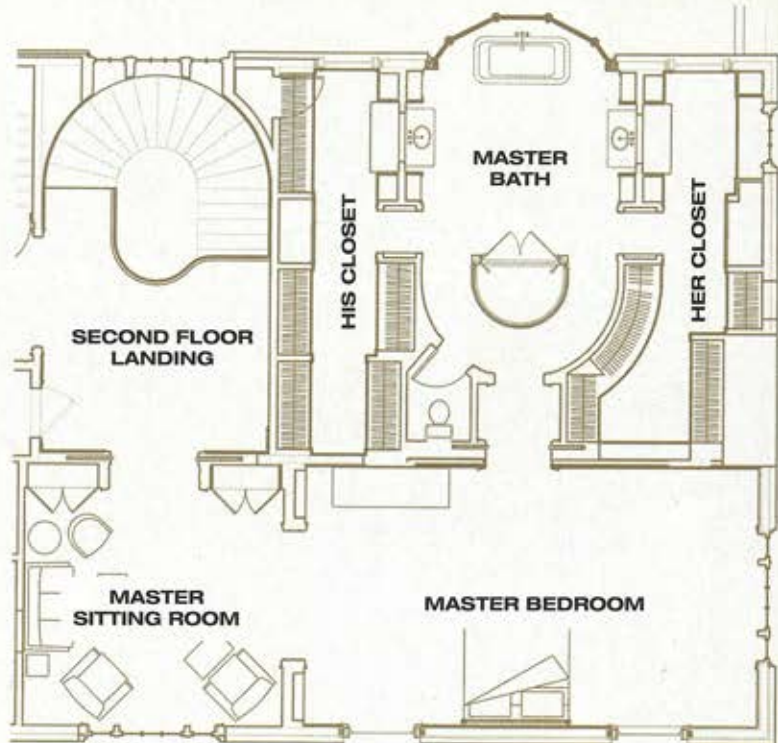 MASTER
BATH
HIS CLOSET
HER CLOSET
SECOND FLOOR
LANDING
MASTER
SITTING ROOM
MASTER BEDROOM